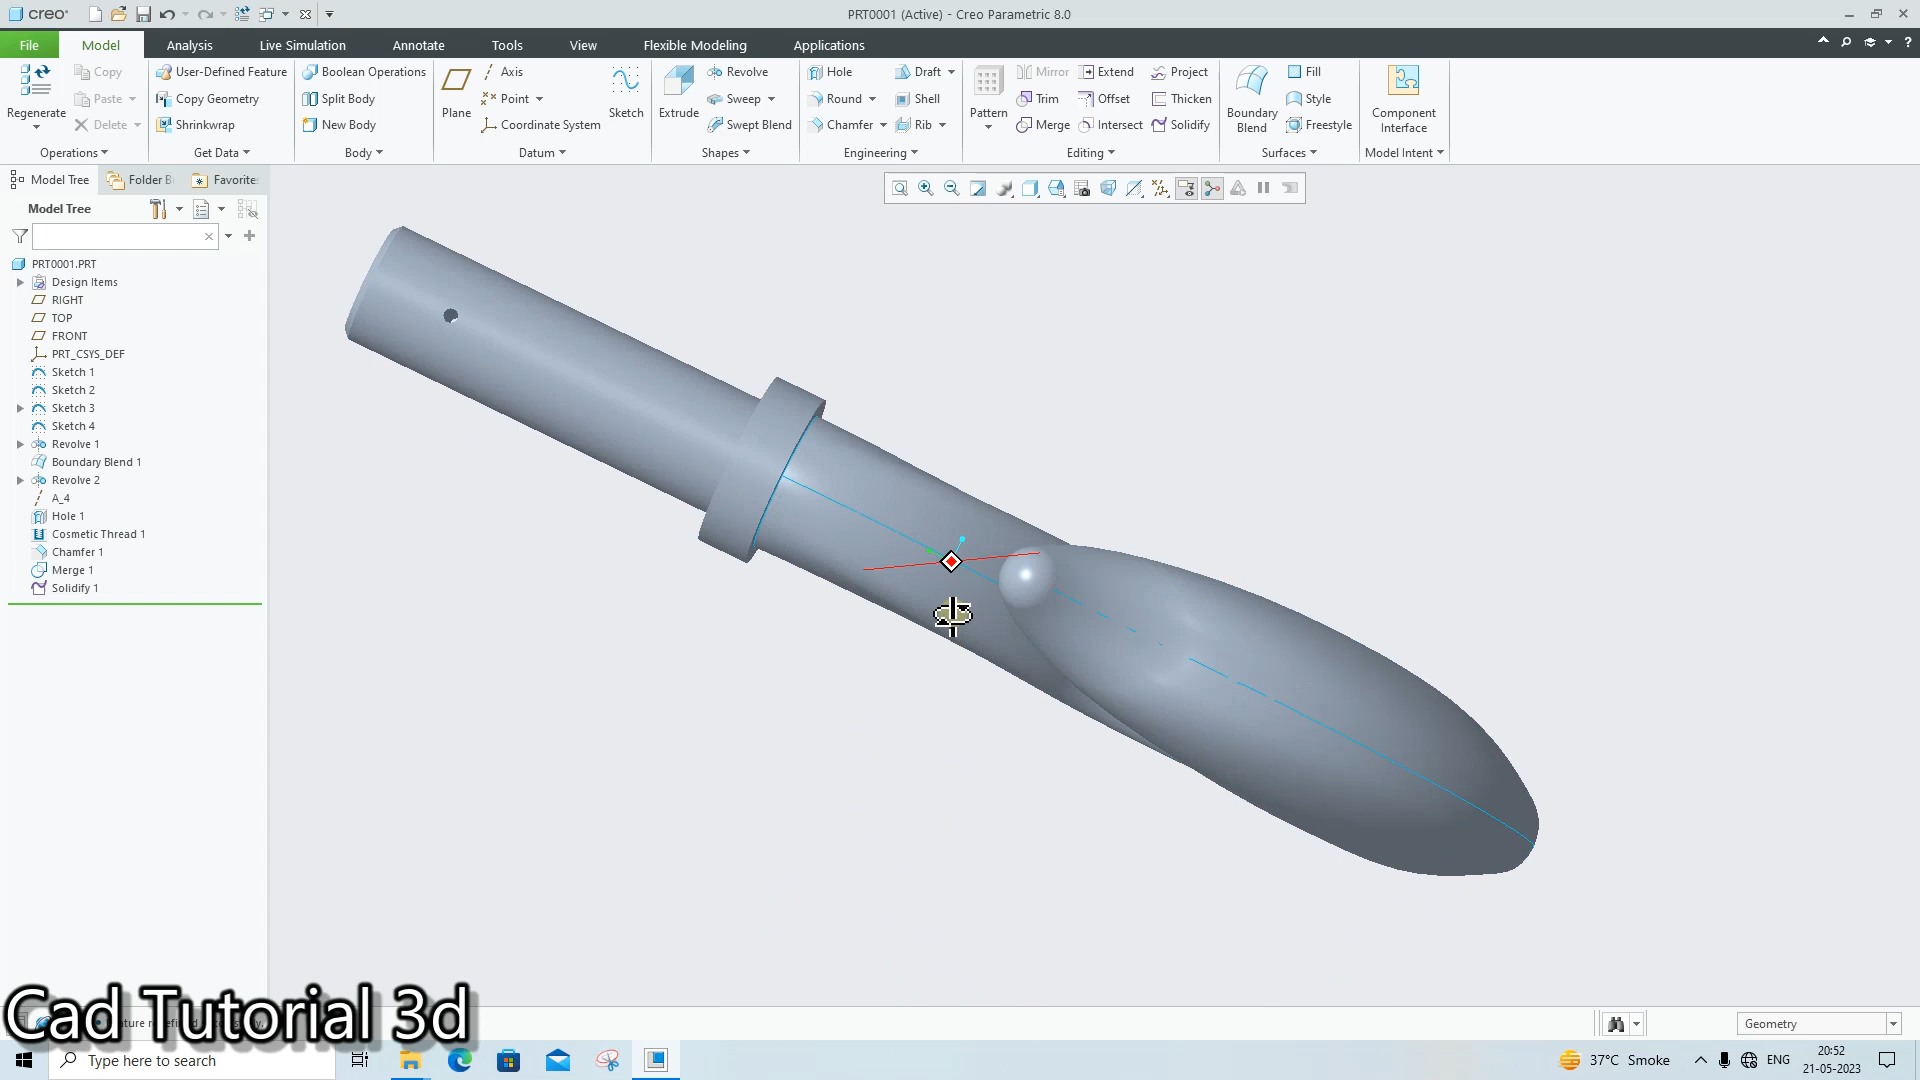 creo
PRT0001 (Active) - Creo Parametric 8.0
File Model Analysis Live Simulation Annotate Tools View Flexible Modeling Applications
Regenerate
Copy
Paste
Delete
Operations
User-Defined Feature
Copy Geometry
Shrinkwrap
Get Data
Boolean Operations
Split Body
New Body
Body
Plane
Axis
Point
Coordinate System
Sketch
Datum
Extrude
Revolve
Sweep
Swept Blend
Shapes
Hole
Round
Chamfer
Draft
Shell
Rib
Engineering
Pattern
Mirror
Trim
Merge
Extend
Offset
Intersect
Project
Thicken
Solidify
Editing
Boundary
Blend
Fill
Style
Freestyle
Surfaces
Component
Interface
Model Intent
Model Tree
Folder B
Favorite
Model Tree
PRT0001.PRT
Design Items
RIGHT
TOP
FRONT
PRT_CSYS_DEF
Sketch 1
Sketch 2
Sketch 3
Sketch 4
Revolve 1
Boundary Blend 1
Revolve 2
A_4
Hole 1
Cosmetic Thread 1
Chamfer 1
Merge 1
Solidify 1
Cad Tutorial 3d
Geometry
Type here to search
37°C Smoke
ENG
20:52
21-05-2023